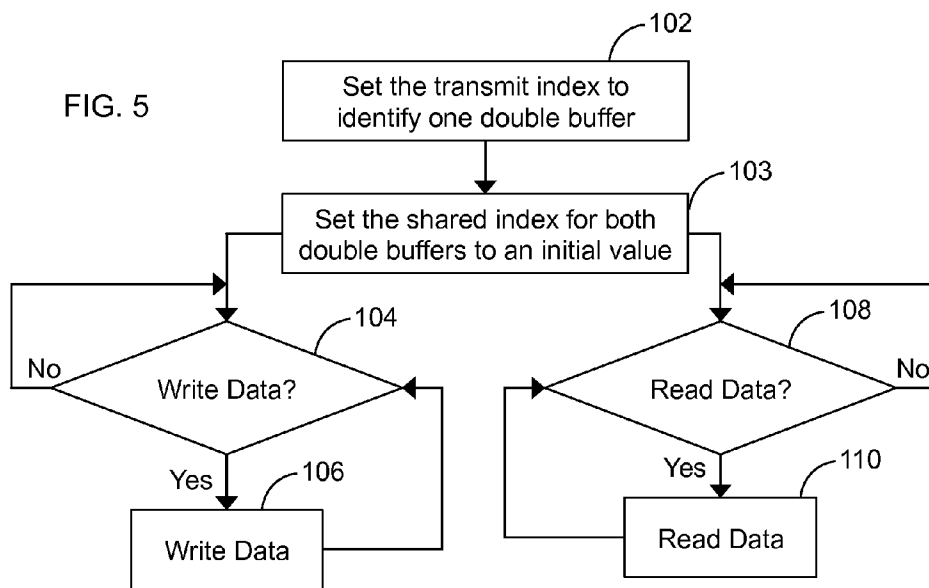 102
FIG. 5
Set the transmit index to
identify one double buffer
103
Set the shared index for both
double buffers to an initial value
104
108
No
Write Data?
Read Data?
No
Yes
106
Yes
110
Write Data
Read Data